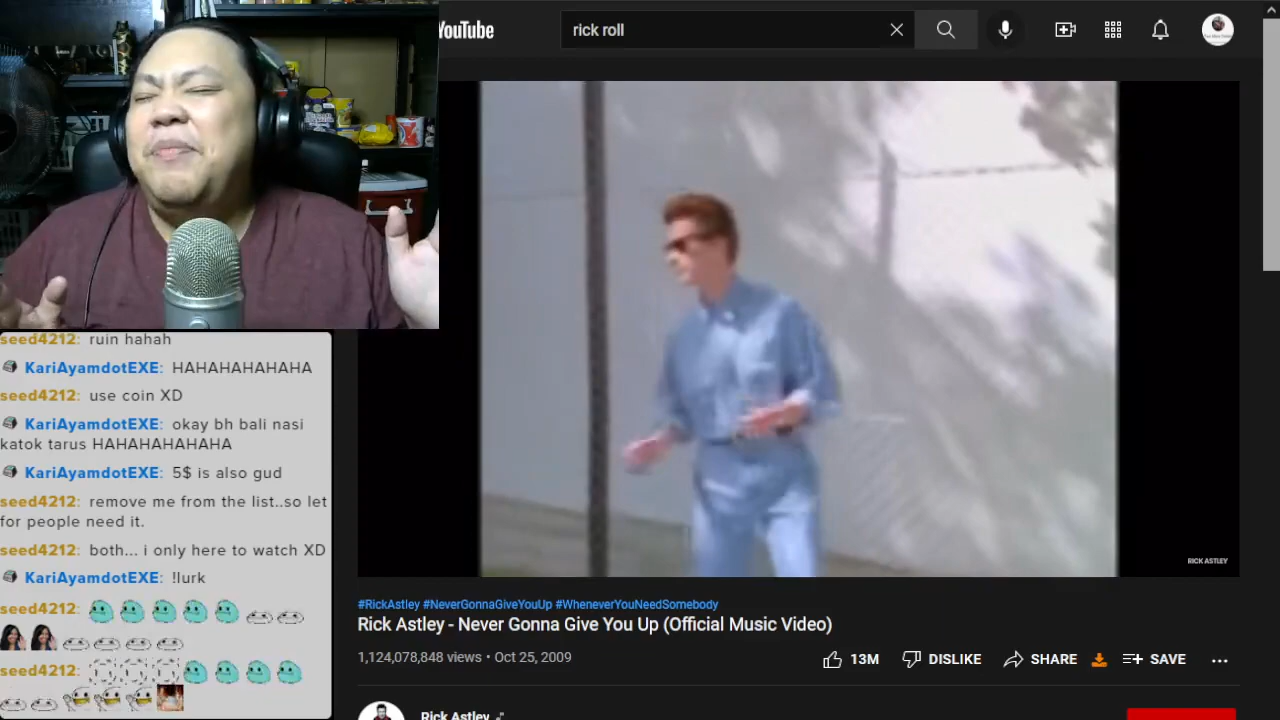 YouTube
rick roll
seed4212: ruin hahah
KariAyamdotEXE: HAHAHAHAHAHA
seed4212: use coin XD
KariAyamdotEXE: okay bh bali nasi
katok tarus HAHAHAHAHAHA
KariAyamdotEXE: 5$ is also gud
seed4212: remove me from the list..so let
for people need it.
seed4212: both... i only here to watch XD
KariAyamdotEXE: !lurk
seed4212:
seed4212:
RICK ASTLEY
#RickAstley #NeverGonnaGiveYouUp #WheneverYouNeedSomebody
Rick Astley - Never Gonna Give You Up (Official Music Video)
1,124,078,848 views • Oct 25, 2009
13M DISLIKE SHARE SAVE
Rick Astley